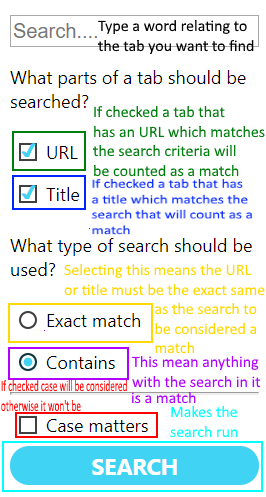 Search....
Type a word relating to
the tab you want to find
What parts of a tab should be
searched?
If checked a tab that
has an URL which matches
the search criteria will
be counted as a match
URL
If checked a tab that has
a title which matches the
search that will count as a
match
Title
What type of search should be
used?
Selecting this means the URL
or title must be the exact same
as the search to
be considered a
match
Exact match
Contains
This mean anything
with the search in it
is a match
If checked case will be considered
otherwise it won't be
Case matters
Makes the
search run
SEARCH